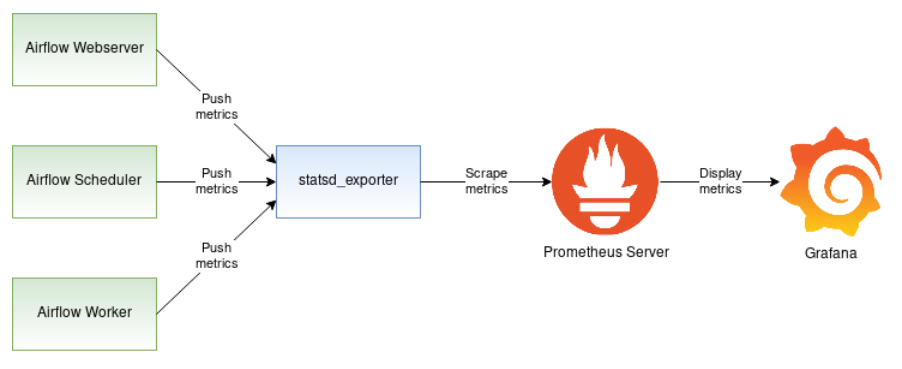 Airflow Webserver
Push
metrics
Airflow Scheduler
Push
metrics
statsd_exporter
Scrape
metrics
Display
metrics
Prometheus Server
Grafana
Push
metrics
Airflow Worker